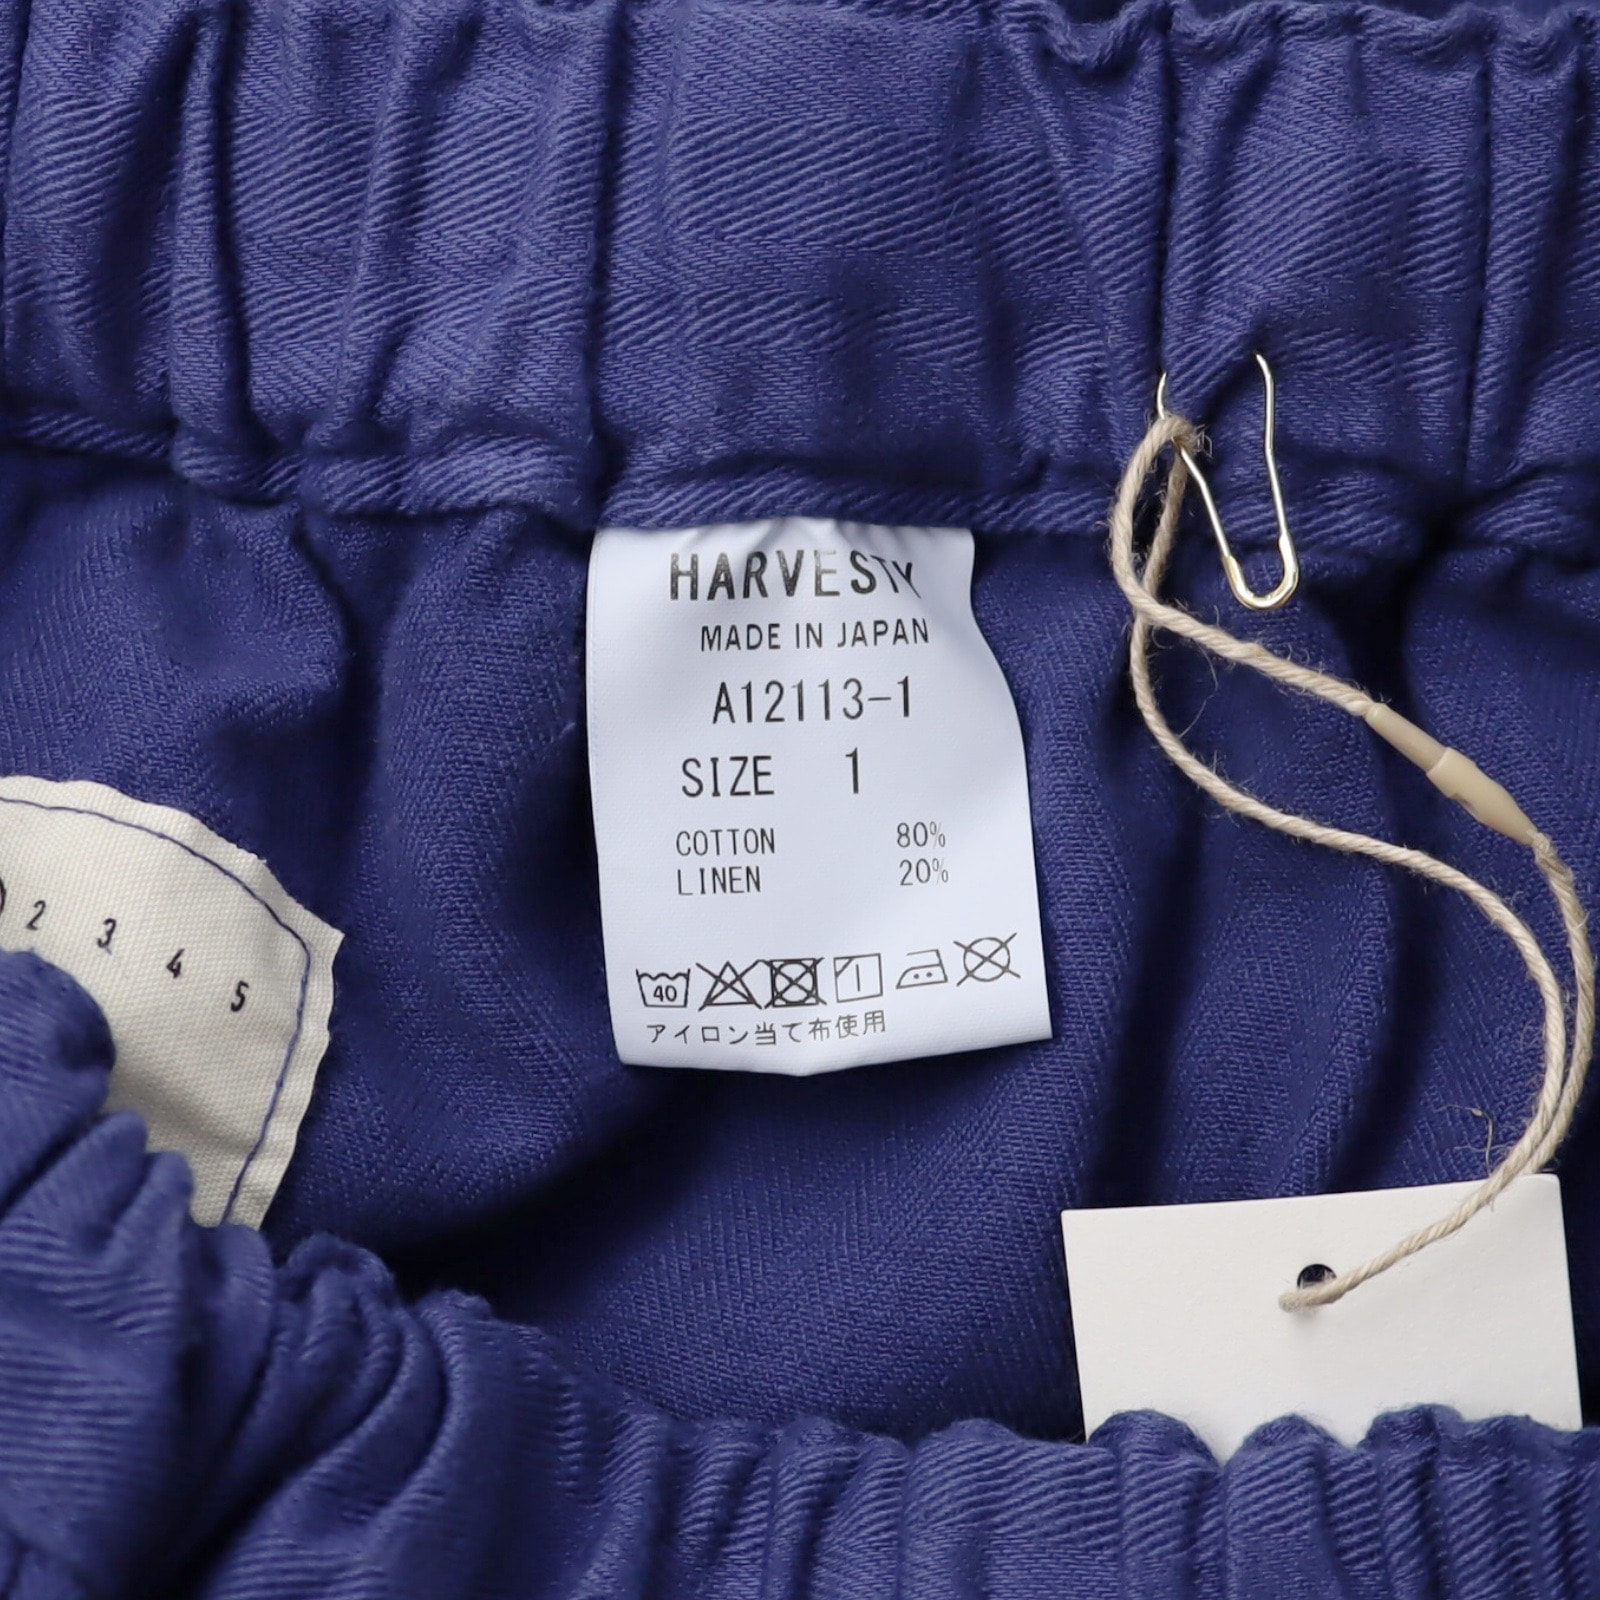 HARVESTY
MADE IN JAPAN
A12113-1
SIZE 1
COTTON 80%
LINEN 20%
40
アイロン当て布使用
2 3 4 5